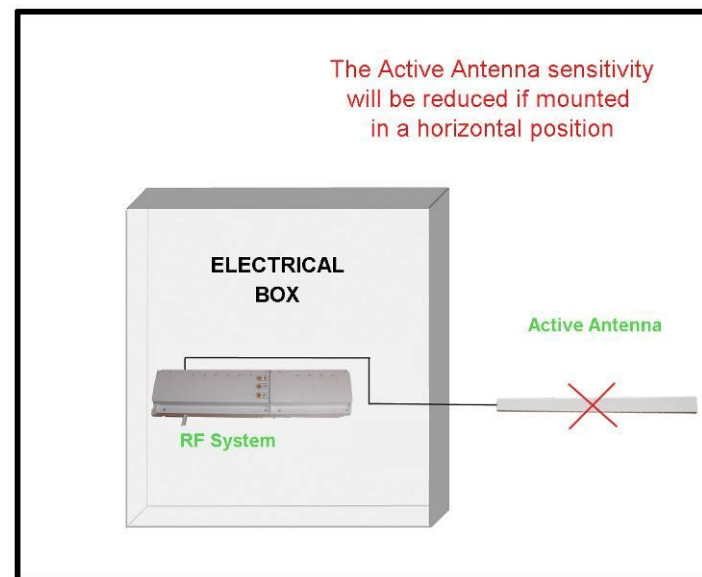 The Active Antenna sensitivity
will be reduced if mounted
in a horizontal position
ELECTRICAL
BOX
Active Antenna
RF System